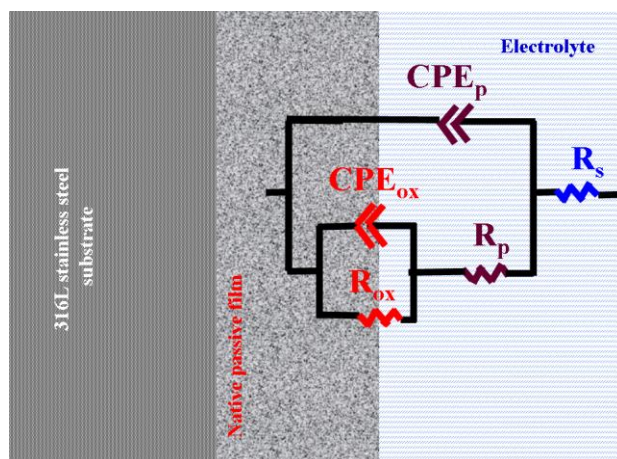 Electrolyte
CPEp
Rs
CPEox
Rp
Rox
316L stainless steel
substrate
Native passive film